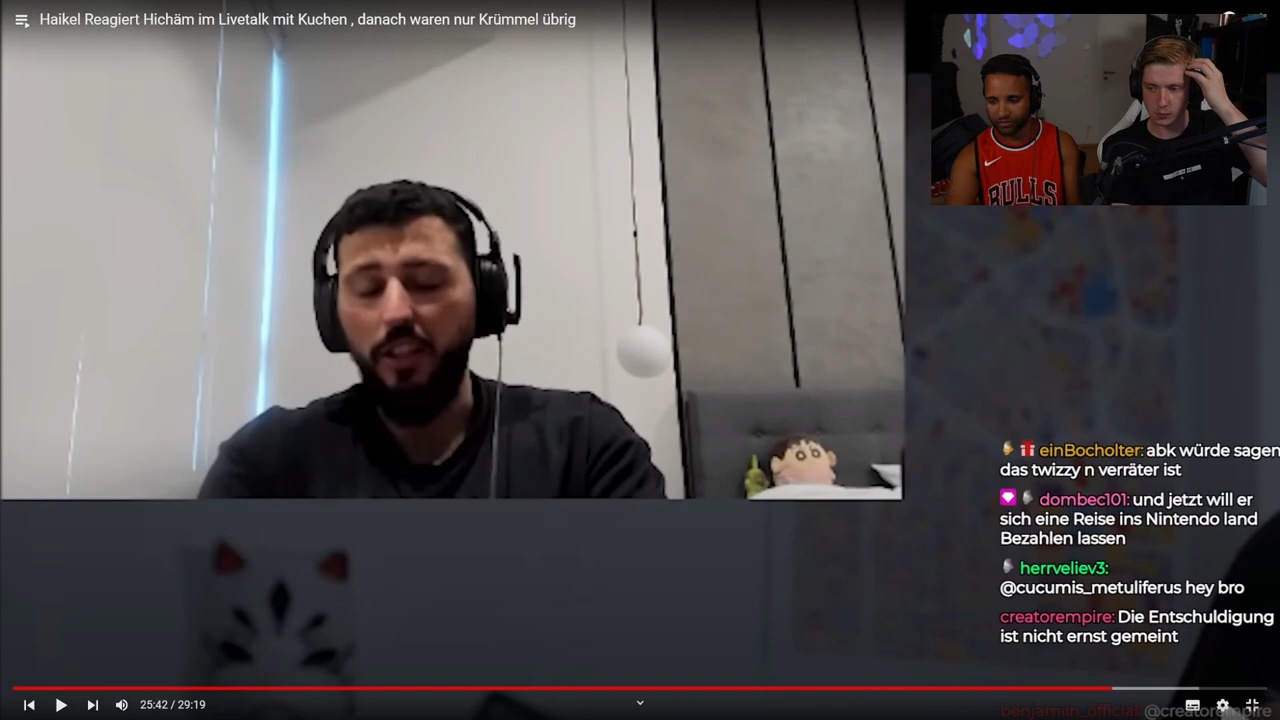 Haikel Reagiert Hichäm im Livetalk mit Kuchen , danach waren nur Krümmel übrig
BULLS
einBocholter: abk würde sagen
das twizzy n verräter ist
dombec101: und jetzt will er
sich eine Reise ins Nintendo land
Bezahlen lassen
herrveliev3:
@cucumis_metuliferus hey bro
creatorempire: Die Entschuldigung
ist nicht ernst gemeint
25:42 / 29:19
benjamiin_official: @creatorempire